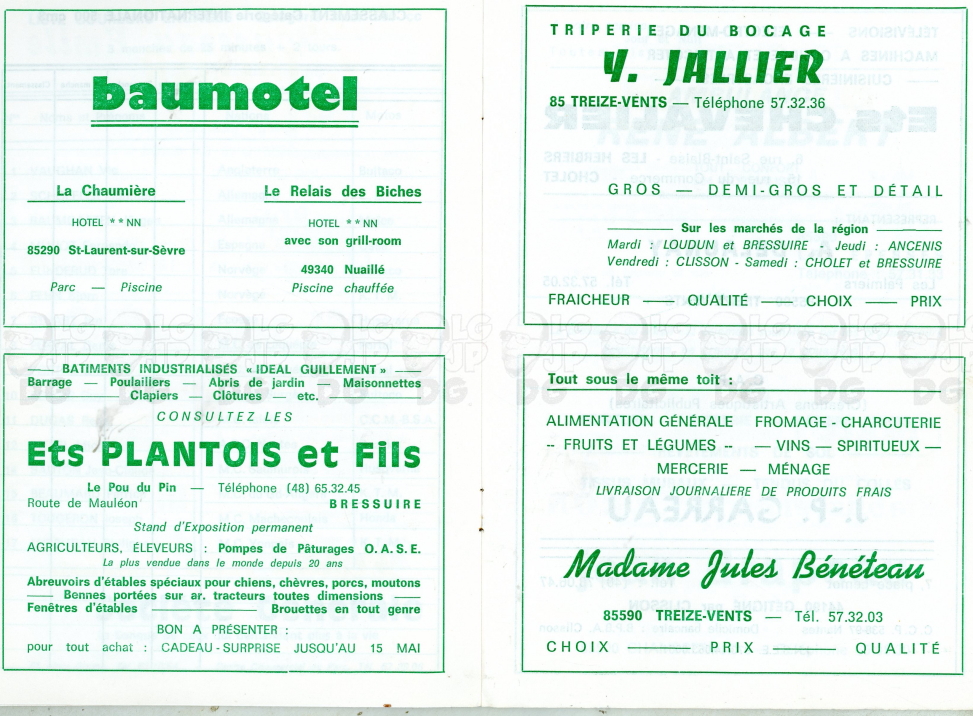 baumotel
La Chaumière
HOTEL **NN
85290 St-Laurent-sur-Sèvre
Parc — Piscine
Le Relais des Biches
HOTEL **NN
avec son grill-room
49340 Nuaillé
Piscine chauffée
BATIMENTS INDUSTRIALISÉS « IDEAL GUILLEMENT »
Barrage — Poulaillers — Abris de jardin — Maisonnettes
Clapiers — Clôtures — etc.
CONSULTEZ LES
Ets PLANTOIS et Fils
Le Pou du Pin — Téléphone (48) 65.32.45
Route de Mauléon BRESSUIRE
Stand d'Exposition permanent
AGRICULTEURS, ÉLEVEURS : Pompes de Pâturages O.A.S.E.
La plus vendue dans le monde depuis 20 ans
Abreuvoirs d'étables spéciaux pour chiens, chèvres, porcs, moutons
— Bennes portées sur ar. tracteurs toutes dimensions —
Fenêtres d'étables — Brouettes en tout genre
BON A PRÉSENTER :
pour tout achat : CADEAU-SURPRISE JUSQU'AU 15 MAI
TRIPERIE DU BOCAGE
Y. JALLIER
85 TREIZE-VENTS — Téléphone 57.32.36
GROS — DEMI-GROS ET DÉTAIL
Sur les marchés de la région
Mardi : LOUDUN et BRESSUIRE - Jeudi : ANCENIS
Vendredi : CLISSON - Samedi : CHOLET et BRESSUIRE
FRAICHEUR — QUALITÉ — CHOIX — PRIX
Tout sous le même toit :
ALIMENTATION GÉNÉRALE FROMAGE - CHARCUTERIE
-- FRUITS ET LÉGUMES -- — VINS — SPIRITUEUX —
MERCERIE — MÉNAGE
LIVRAISON JOURNALIERE DE PRODUITS FRAIS
Madame Jules Bénéteau
85590 TREIZE-VENTS — Tél. 57.32.03
CHOIX — PRIX — QUALITÉ